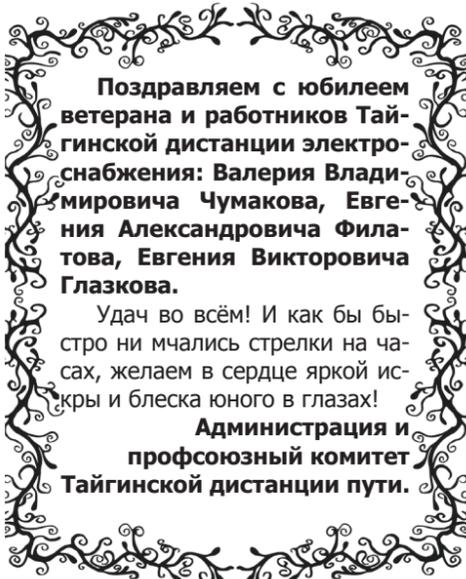 Поздравляем с юбилеем
ветерана и работников Тай-
гинской дистанции электро-
снабжения: Валерия Влади-
мировича Чумакова, Евге-
ния Александровича Фила-
това, Евгения Викторовича
Глазкова.
Удач во всём! И как бы бы-
стро ни мчались стрелки на ча-
сах, желаем в сердце яркой ис-
кры и блеска юного в глазах!
Администрация и
профсоюзный комитет
Тайгинской дистанции пути.